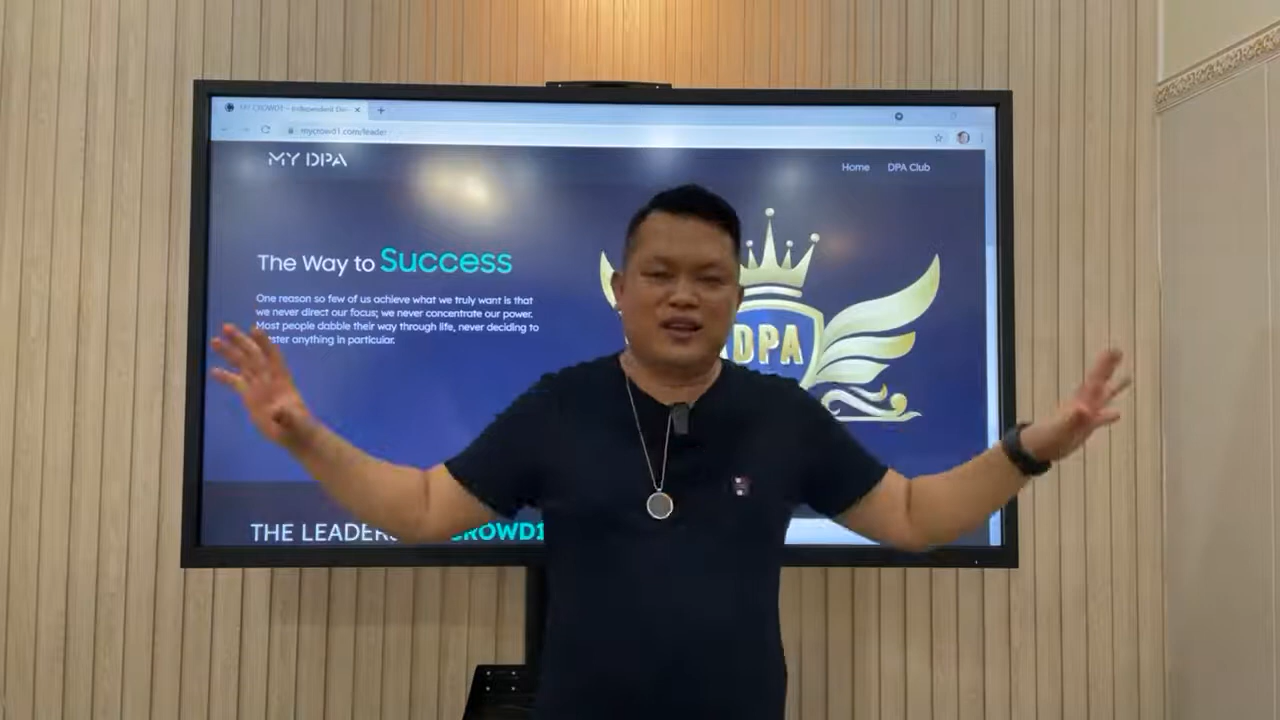 MY CROWD1 – Independent Dis
mycrowd1.com/leader
MY DPA
Home
DPA Club
The Way to Success
One reason so few of us achieve what we truly want is that
we never direct our focus; we never concentrate our power.
Most people dabble their way through life, never deciding to
anything in particular.
DPA
THE LEADERS
CROWD1